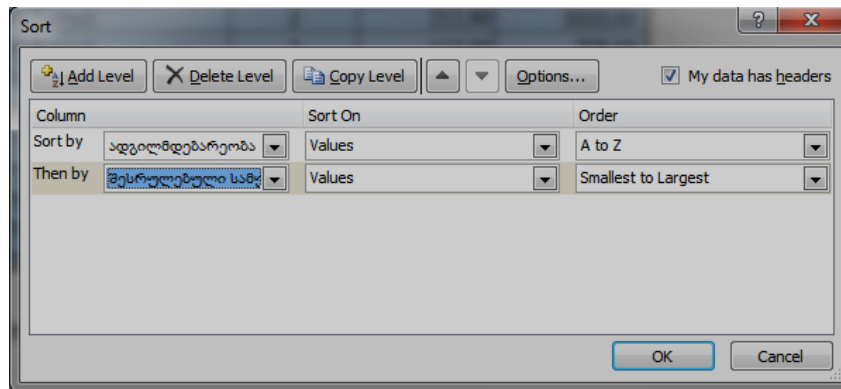 Sort
Add Level Delete Level Copy Level Options... My data has headers
Column Sort On Order
Sort by ადგილმდებარეობა Values A to Z
Then by შესრულებული Values Smallest to Largest
OK Cancel